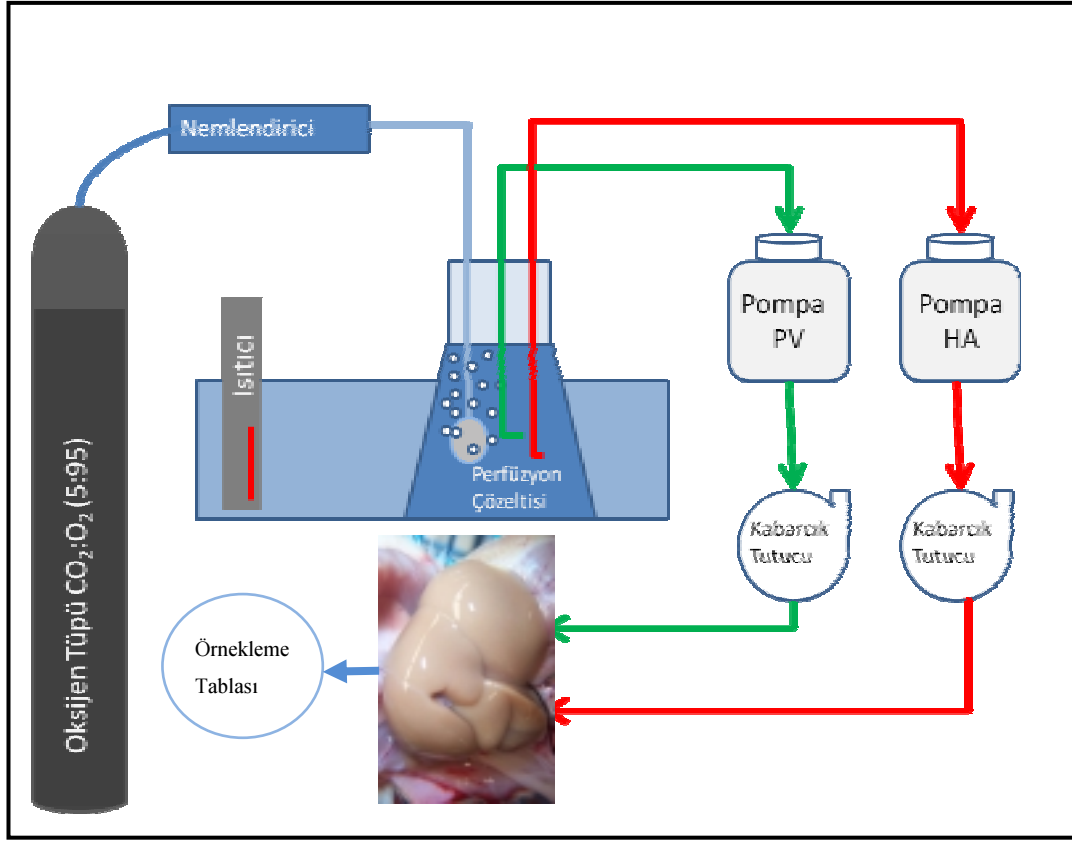 Nemlendirici
Pompa
PV
Pompa
HA
Isıtıcı
Perfüzyon
Çözeltisi
Kabarcık
Tutucu
Kabarcık
Tutucu
Oksijen Tüpü CO₂:O₂ (5:95)
Örnekleme
Tablası